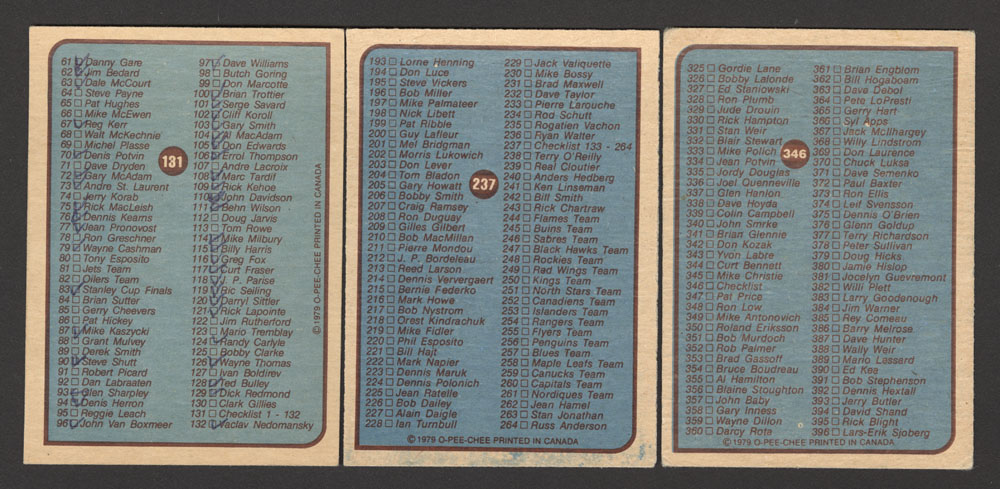 61 Danny Gare
62 Jim Bedard
63 Dale McCourt
64 Steve Payne
65 Pat Hughes
66 Mike McEwen
67 Reg Kerr
68 Walt McKechnie
69 Michel Plasse
70 Denis Potvin
71 Dave Dryden
72 Gary McAdam
73 Andre St. Laurent
74 Jerry Korab
75 Rick MacLeish
76 Dennis Kearns
77 Jean Pronovost
78 Ron Greschner
79 Wayne Cashman
80 Tony Esposito
81 Jets Team
82 Oilers Team
83 Stanley Cup Finals
84 Brian Sutter
85 Gerry Cheevers
86 Pat Hickey
87 Mike Kaszycki
88 Grant Mulvey
89 Derek Smith
90 Steve Shutt
91 Robert Picard
92 Dan Labraaten
93 Glen Sharpley
94 Denis Herron
95 Reggie Leach
96 John Van Boxmeer
131
97 Dave Williams
98 Butch Goring
99 Don Marcotte
100 Brian Trottier
101 Serge Savard
102 Cliff Koroll
103 Gary Smith
104 Al MacAdam
105 Don Edwards
106 Errol Thompson
107 Andre Lacroix
108 Marc Tardif
109 Rick Kehoe
110 John Davidson
111 Behn Wilson
112 Doug Jarvis
113 Tom Rowe
114 Mike Milbury
115 Billy Harris
116 Greg Fox
117 Curt Fraser
118 J. P. Parise
119 Ric Seiling
120 Darryl Sittler
121 Rick Lapointe
122 Jim Rutherford
123 Mario Tremblay
124 Randy Carlyle
125 Bobby Clarke
126 Wayne Thomas
127 Ivan Boldirev
128 Ted Bulley
129 Dick Redmond
130 Clark Gillies
131 Checklist 1 - 132
132 Vaclav Nedomansky
© 1979 O-PEE-CHEE PRINTED IN CANADA
193 Lorne Henning
194 Don Luce
195 Steve Vickers
196 Bob Miller
197 Mike Palmateer
198 Nick Libett
199 Pat Ribble
200 Guy Lafleur
201 Mel Bridgman
202 Morris Lukowich
203 Don Lever
204 Tom Bladon
205 Gary Howatt
206 Bobby Smith
207 Craig Ramsey
208 Ron Duguay
209 Gilles Gilbert
210 Bob MacMillan
211 Pierre Mondou
212 J. P. Bordeleau
213 Reed Larson
214 Dennis Ververgaert
215 Bernie Federko
216 Mark Howe
217 Bob Nystrom
218 Orest Kindrachuk
219 Mike Fidler
220 Phil Esposito
221 Bill Hajt
222 Mark Napier
223 Dennis Maruk
224 Dennis Polonich
225 Jean Ratelle
226 Bob Dailey
227 Alain Daigle
228 Ian Turnbull
237
229 Jack Valiquette
230 Mike Bossy
231 Brad Maxwell
232 Dave Taylor
233 Pierre Larouche
234 Rod Schutt
235 Rogatien Vachon
236 Ryan Walter
237 Checklist 133 - 264
238 Terry O'Reilly
239 Real Cloutier
240 Anders Hedberg
241 Ken Linseman
242 Bill Smith
243 Rick Chartraw
244 Flames Team
245 Buins Team
246 Sabres Team
247 Black Hawks Team
248 Rockies Team
249 Red Wings Team
250 Kings Team
251 North Stars Team
252 Canadiens Team
253 Islanders Team
254 Rangers Team
255 Flyers Team
256 Penguins Team
257 Blues Team
258 Maple Leafs Team
259 Canucks Team
260 Capitals Team
261 Nordiques Team
262 Jean Hamel
263 Stan Jonathan
264 Russ Anderson
© 1979 O-PEE-CHEE PRINTED IN CANADA
325 Gordie Lane
326 Bobby Lalonde
327 Ed Staniowski
328 Ron Plumb
329 Jude Drouin
330 Rick Hampton
331 Stan Weir
332 Blair Stewart
333 Mike Polich
334 Jean Potvin
335 Jordy Douglas
336 Joel Quenneville
337 Glen Hanlon
338 Dave Hoyda
339 Colin Campbell
340 John Smrke
341 Brian Glennie
342 Don Kozak
343 Yvon Labre
344 Curt Bennett
345 Mike Christie
346 Checklist
347 Pat Price
348 Ron Low
349 Mike Antonovich
350 Roland Eriksson
351 Bob Murdoch
352 Rob Palmer
353 Brad Gassoff
354 Bruce Boudreau
355 Al Hamilton
356 Blaine Stoughton
357 John Baby
358 Gary Inness
359 Wayne Dillon
350 Darcy Rota
346
361 Brian Engblom
362 Bill Hogaboam
363 Dave Debol
364 Pete LoPresti
365 Gerry Hart
366 Syl Apps
367 Jack McIlhargey
368 Willy Lindstrom
369 Don Laurence
370 Chuck Luksa
371 Dave Semenko
372 Paul Baxter
373 Ron Ellis
374 Leif Svensson
375 Dennis O'Brien
376 Glenn Goldup
377 Terry Richardson
378 Peter Sullivan
379 Doug Hicks
380 Jamie Hislop
381 Jocelyn Guevremont
382 Willi Plett
383 Larry Goodenough
384 Jim Warner
385 Rey Comeau
386 Barry Melrose
387 Dave Hunter
388 Wally Weir
389 Mario Lessard
390 Ed Kea
391 Bob Stephenson
392 Dennis Hextall
393 Jerry Butler
394 David Shand
395 Rick Blight
396 Lars-Erik Sjoberg
© 1979 O-PEE-CHEE PRINTED IN CANADA